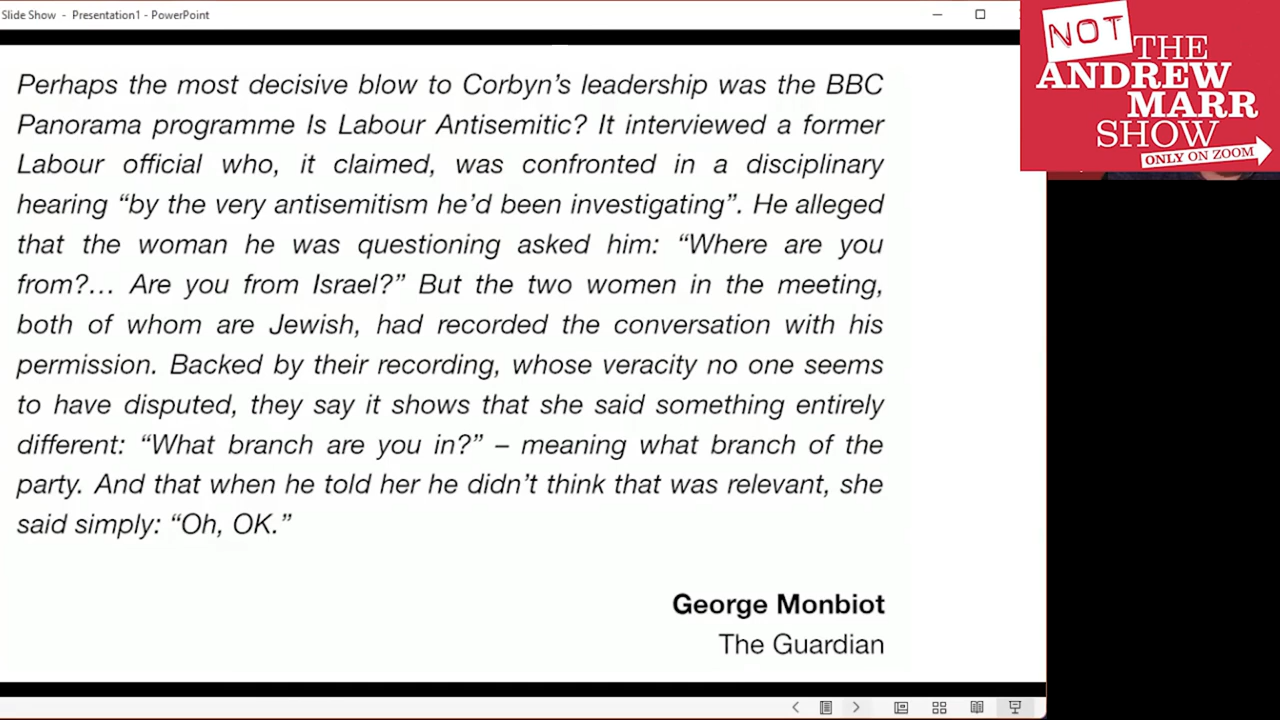 Slide Show - Presentation1 - PowerPoint
NOT
THE
ANDREW
MARR
SHOW
ONLY ON ZOOM
Perhaps the most decisive blow to Corbyn’s leadership was the BBC
Panorama programme Is Labour Antisemitic? It interviewed a former
Labour official who, it claimed, was confronted in a disciplinary
hearing “by the very antisemitism he’d been investigating”. He alleged
that the woman he was questioning asked him: “Where are you
from?... Are you from Israel?” But the two women in the meeting,
both of whom are Jewish, had recorded the conversation with his
permission. Backed by their recording, whose veracity no one seems
to have disputed, they say it shows that she said something entirely
different: “What branch are you in?” – meaning what branch of the
party. And that when he told her he didn’t think that was relevant, she
said simply: “Oh, OK.”
George Monbiot
The Guardian